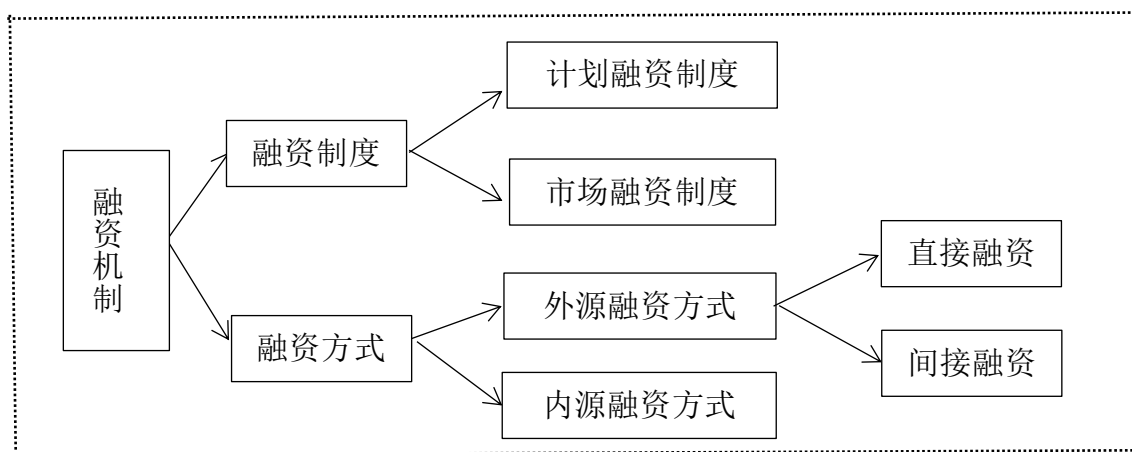 计划融资制度
融资制度
市场融资制度
融资机制
直接融资
外源融资方式
融资方式
间接融资
内源融资方式